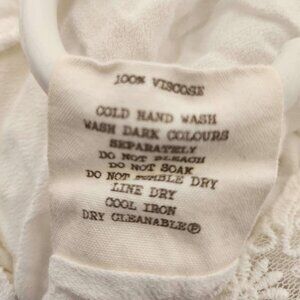 100% VISCOSE
COLD HAND WASH
WASH DARK COLOURS
SEPARATELY
DO NOT BLEACH
DO NOT SOAK
DO NOT TUMBLE DRY
LINE DRY
COOL IRON
DRY CLEANABLE Ⓟ